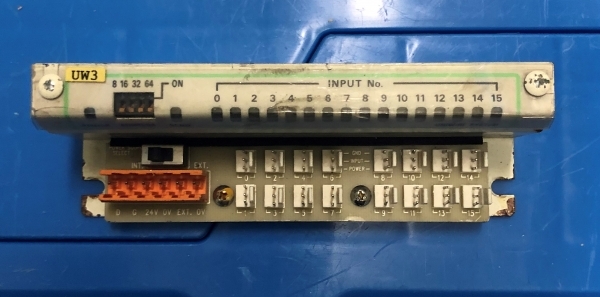 UW3
8 16 32 64 ON
INPUT No.
0 1 2 3 4 5 6 7 8 9 10 11 12 13 14 15
INT EXT.
GND
INPUT
POWER
0 2 4 6 8 10 12 14
D G 24V 0V EXT. 0V
1 3 5 7 9 11 13 15